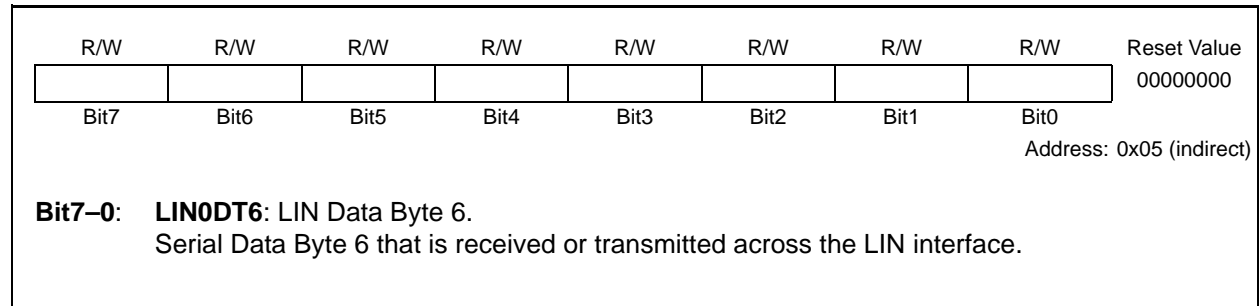 R/W R/W R/W R/W R/W R/W R/W R/W Reset Value
00000000
Bit7 Bit6 Bit5 Bit4 Bit3 Bit2 Bit1 Bit0
Address: 0x05 (indirect)
Bit7–0: LIN0DT6: LIN Data Byte 6.
Serial Data Byte 6 that is received or transmitted across the LIN interface.